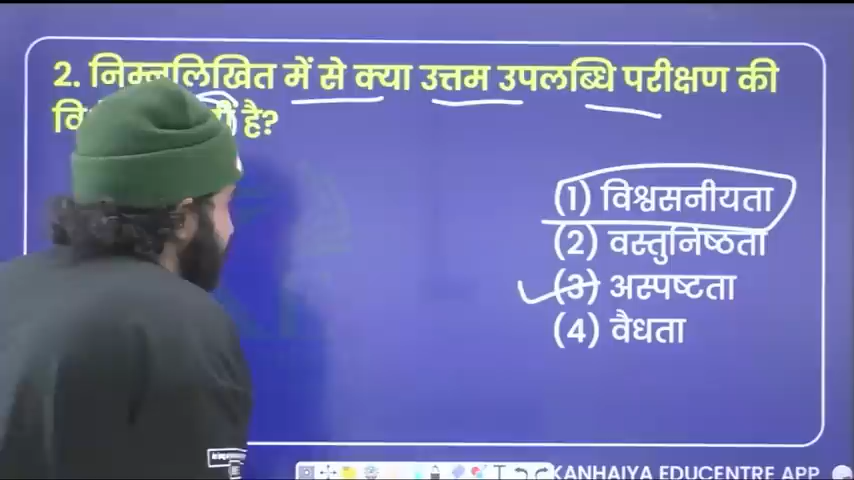 2. निम्नलिखित में से क्या उत्तम उपलब्धि परीक्षण की
है?
(1) विश्वसनीयता
(2) वस्तुनिष्ठता
(3) अस्पष्टता
(4) वैधता
T
KANHAIYA EDUCENTRE APP